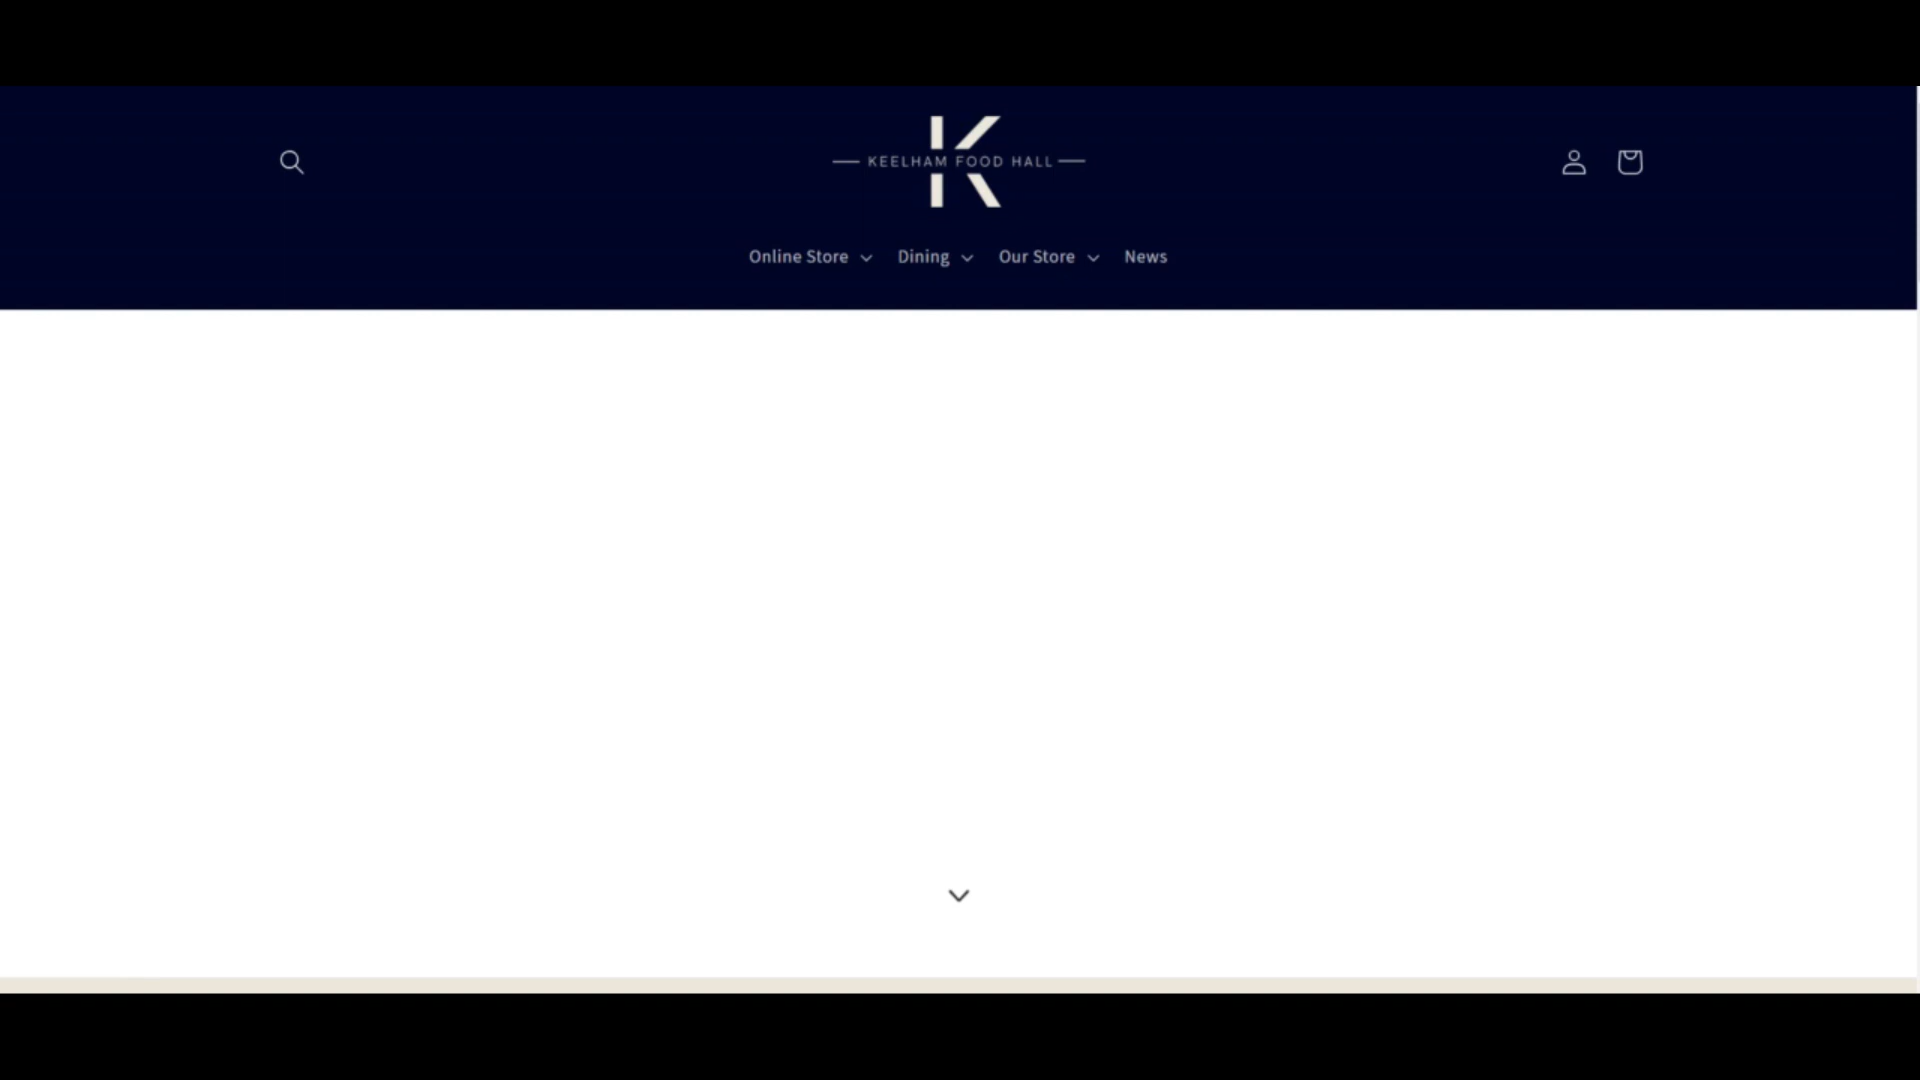 K
KEELHAM FOOD HALL
Online Store
Dining
Our Store
News